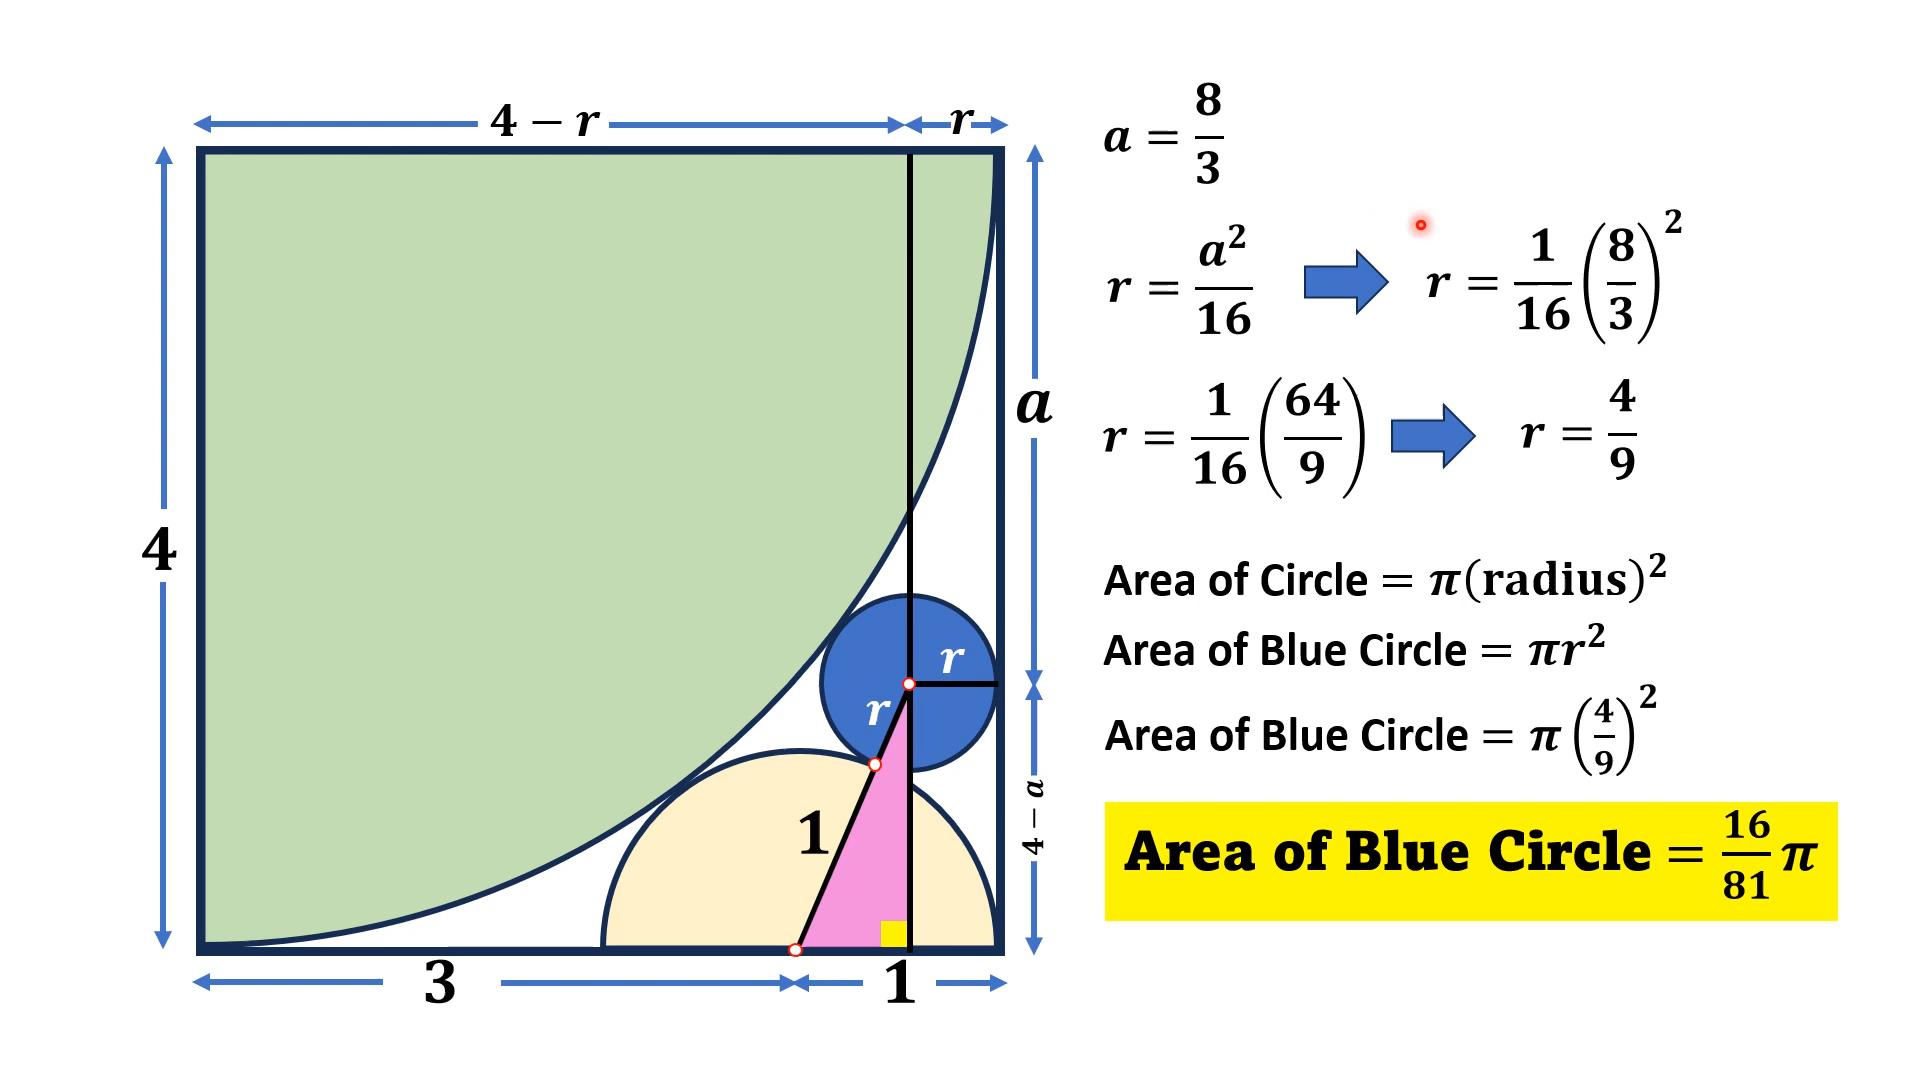 4 − r
r
4
a
r
r
1
4 − a
3
1
a = 8/3
r = a²/16
r = 1/16 (8/3)²
r = 1/16 (64/9)
r = 4/9
Area of Circle = π(radius)²
Area of Blue Circle = πr²
Area of Blue Circle = π (4/9)²
Area of Blue Circle = 16/81 π